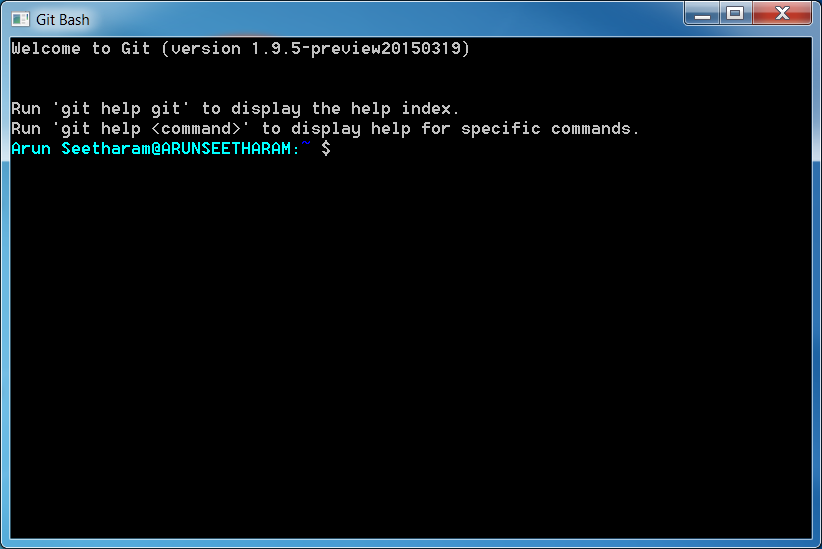 Git Bash
Welcome to Git (version 1.9.5-preview20150319)
Run 'git help git' to display the help index.
Run 'git help <command>' to display help for specific commands.
Arun Seetharam@ARUNSEETHARAM:~ $